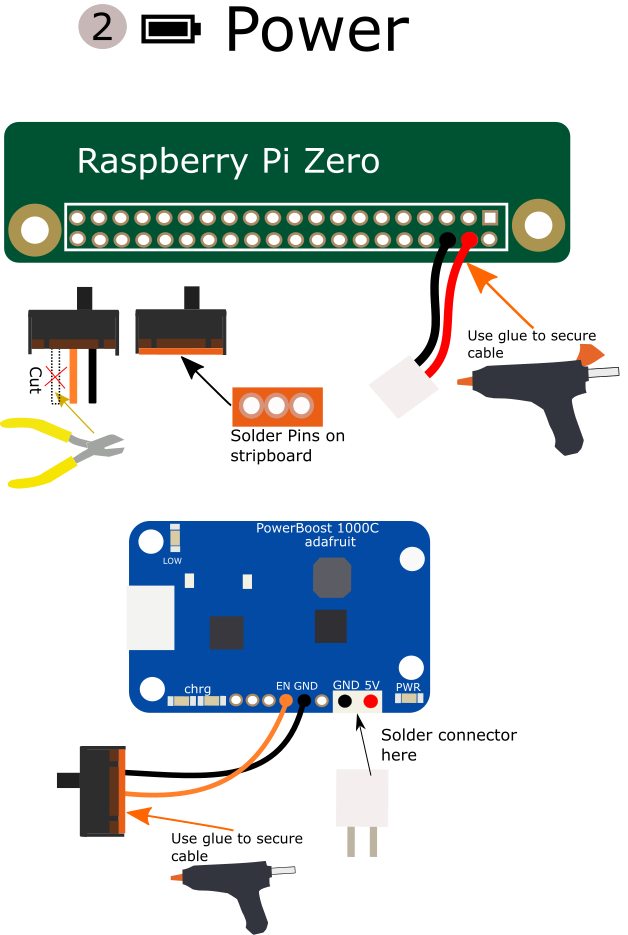 2 Power
Raspberry Pi Zero
Use glue to secure
cable
Cut
Solder Pins on
stripboard
PowerBoost 1000C
adafruit
LOW
chrg
EN GND
GND 5V
PWR
Solder connector
here
Use glue to secure
cable